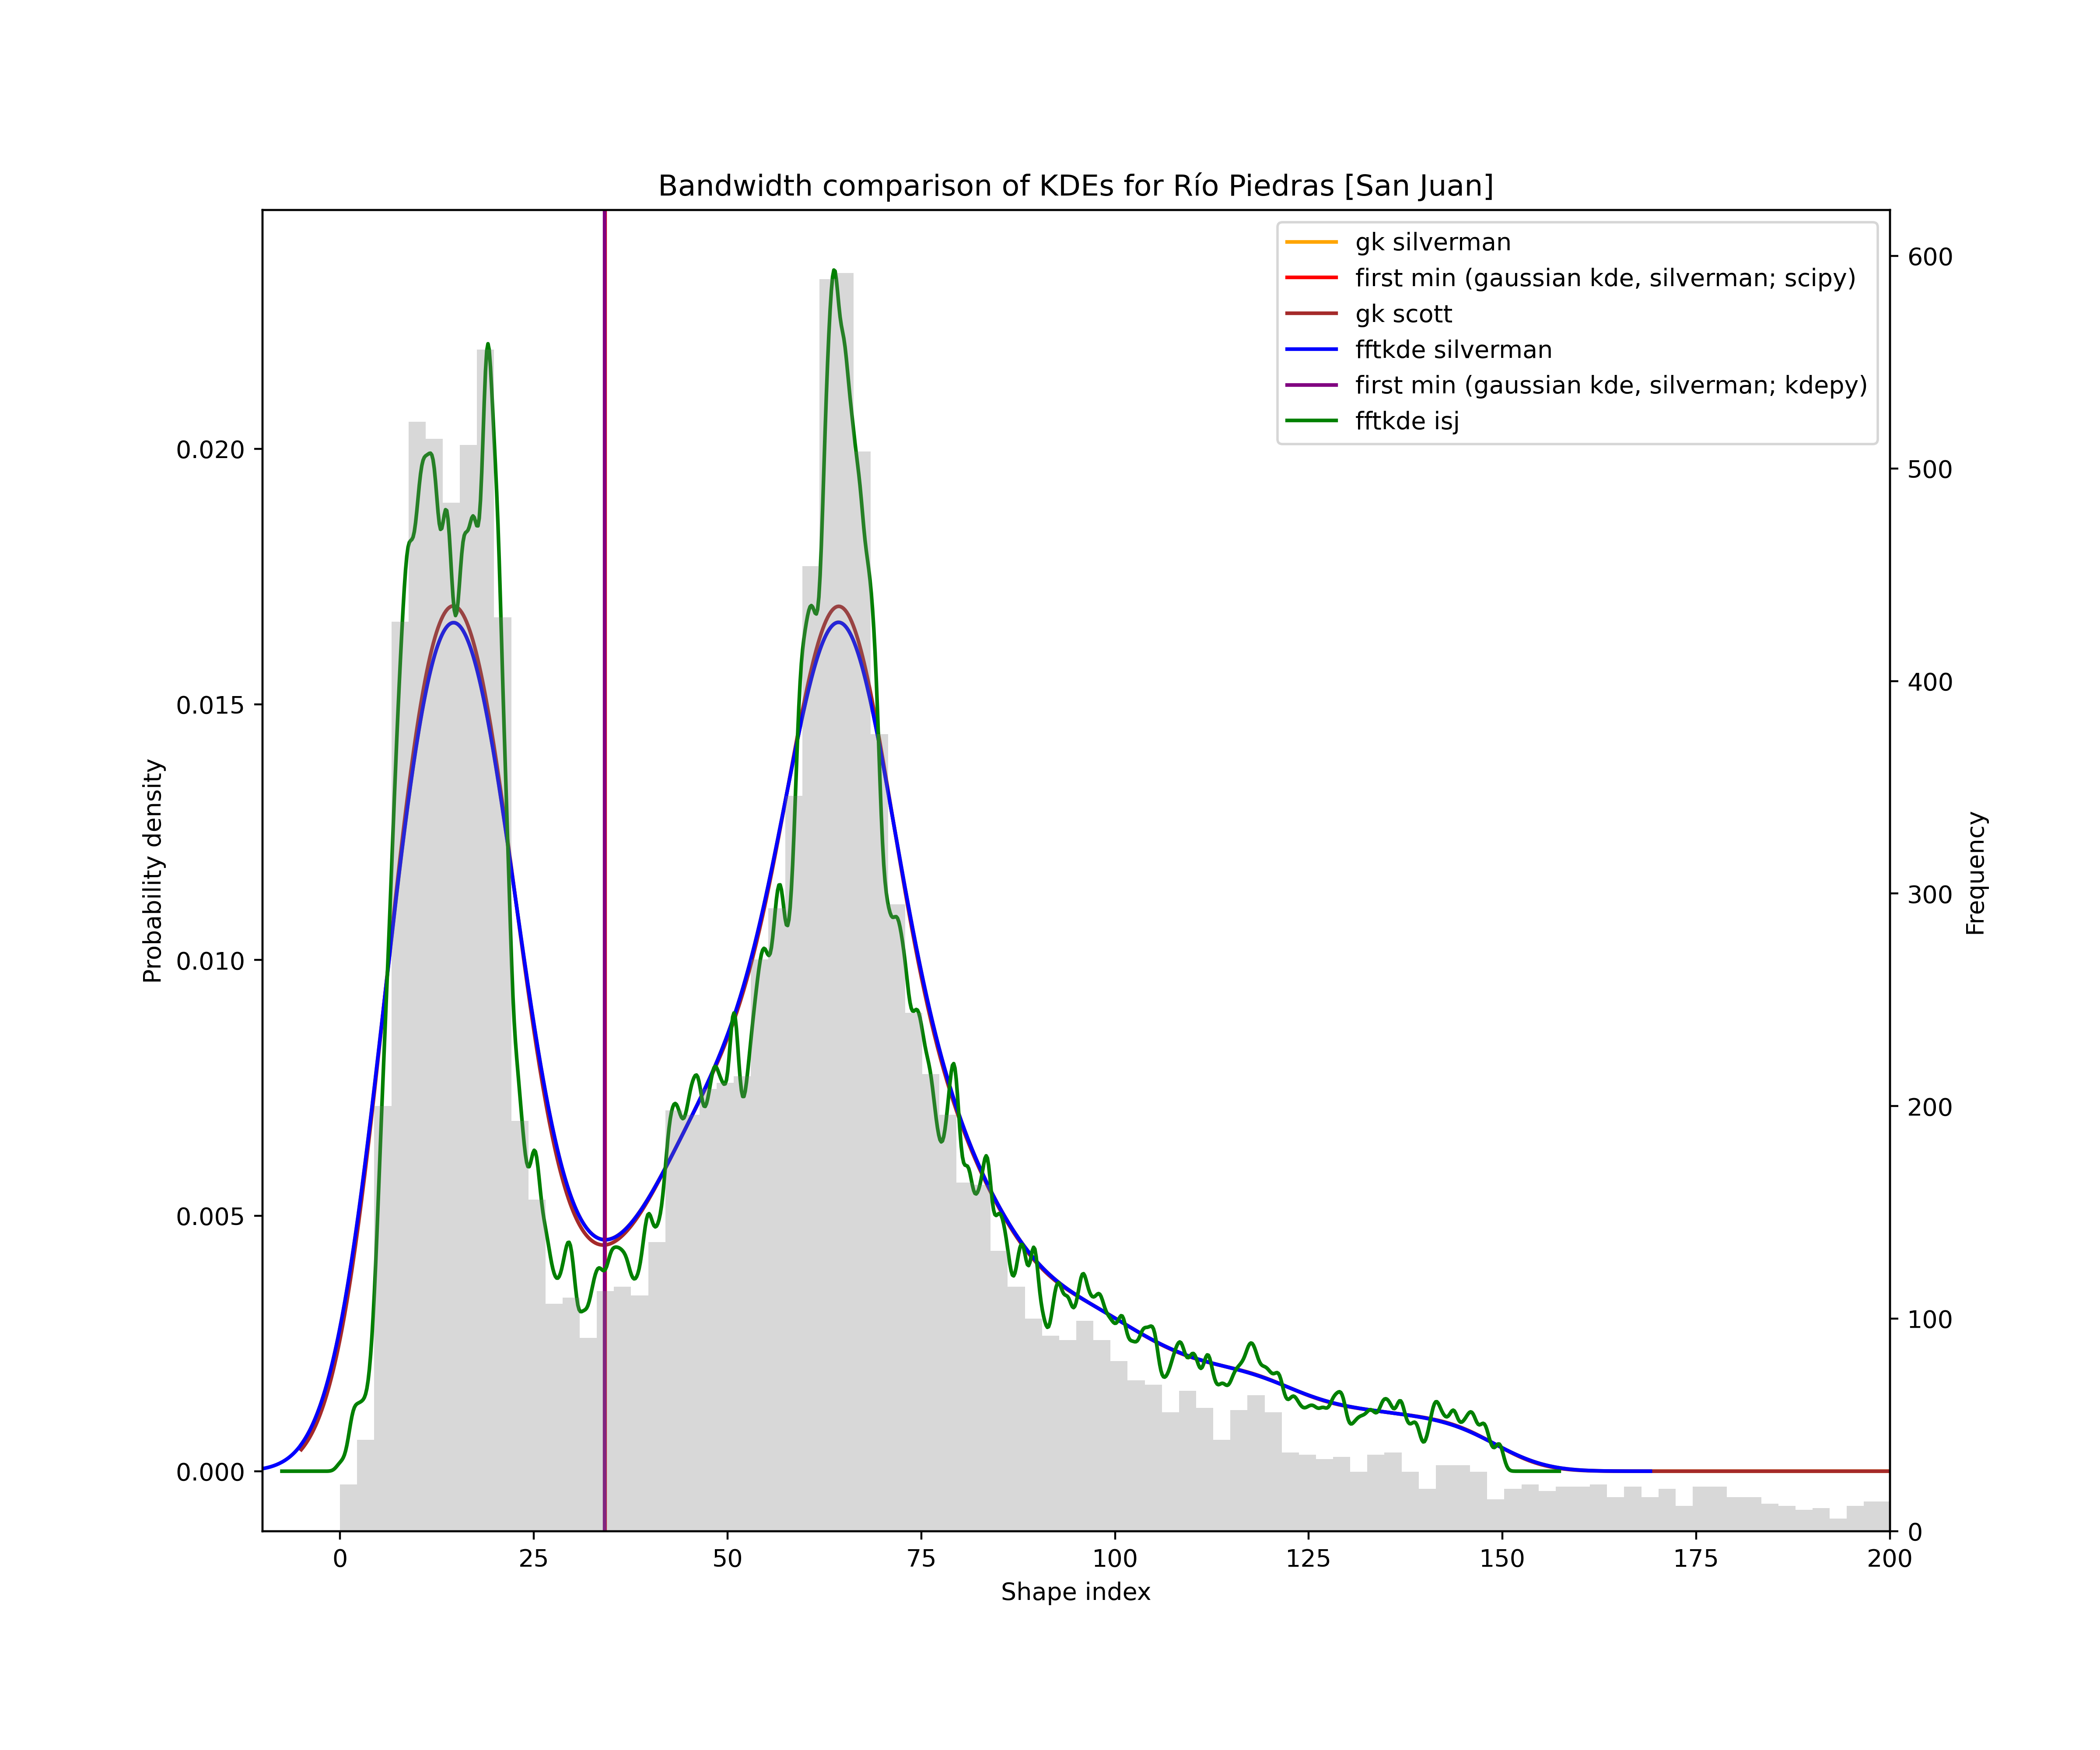 Bandwidth comparison of KDEs for Río Piedras [San Juan]
gk silverman
first min (gaussian kde, silverman; scipy)
gk scott
fftkde silverman
first min (gaussian kde, silverman; kdepy)
fftkde isj
Probability density
0.020
0.015
0.010
0.005
0.000
600
500
400
300
200
100
0
Frequency
0 25 50 75 100 125 150 175 200
Shape index